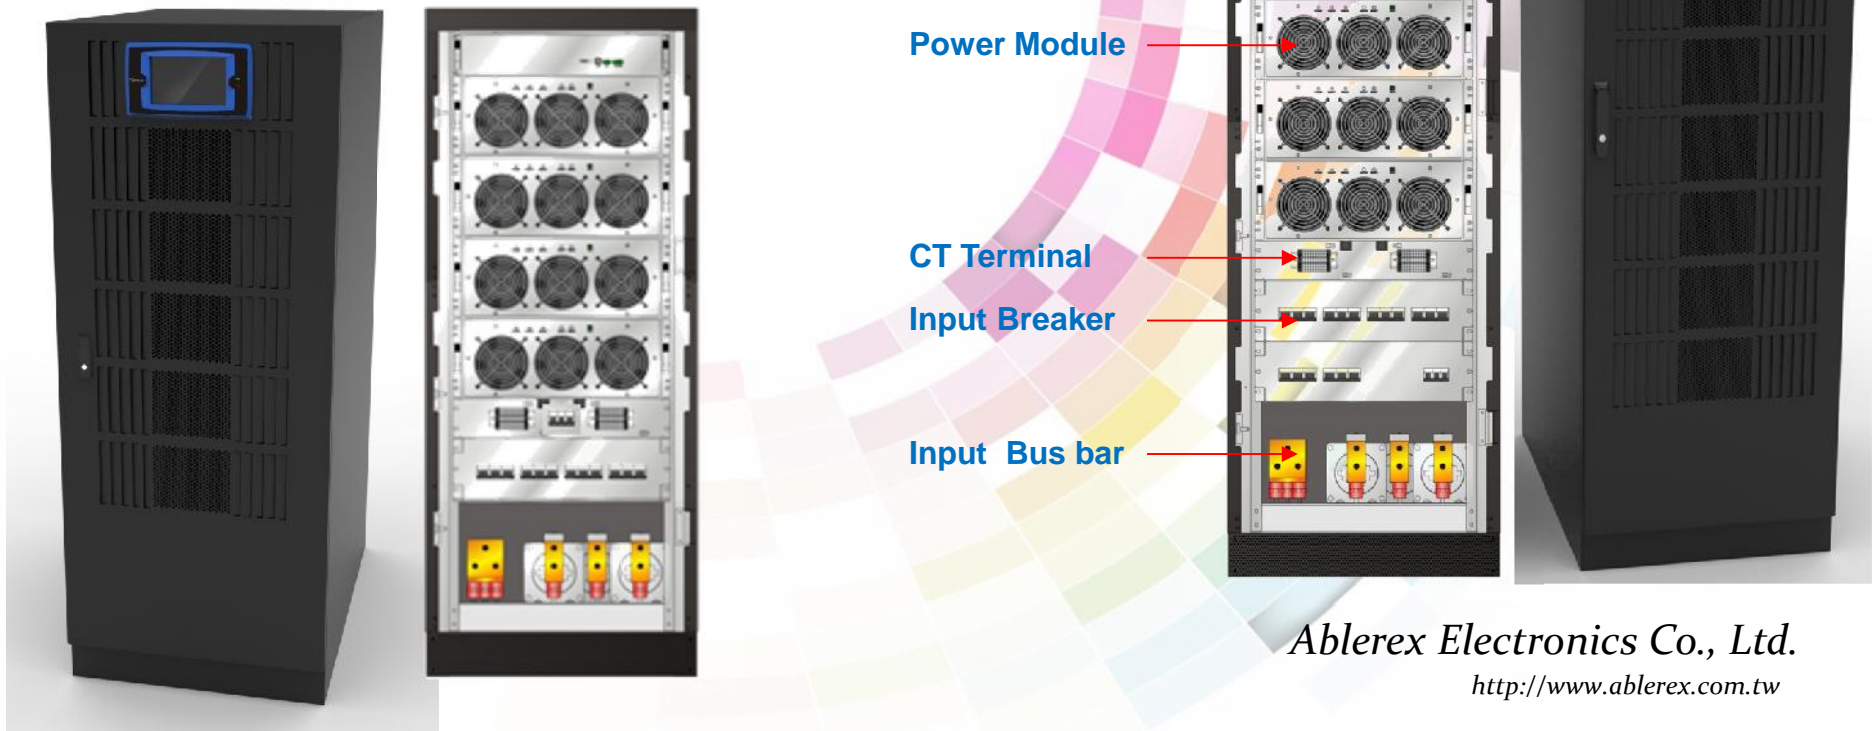 Power Module
CT Terminal
Input Breaker
Input Bus bar
Ablerex Electronics Co., Ltd.
http://www.ablerex.com.tw